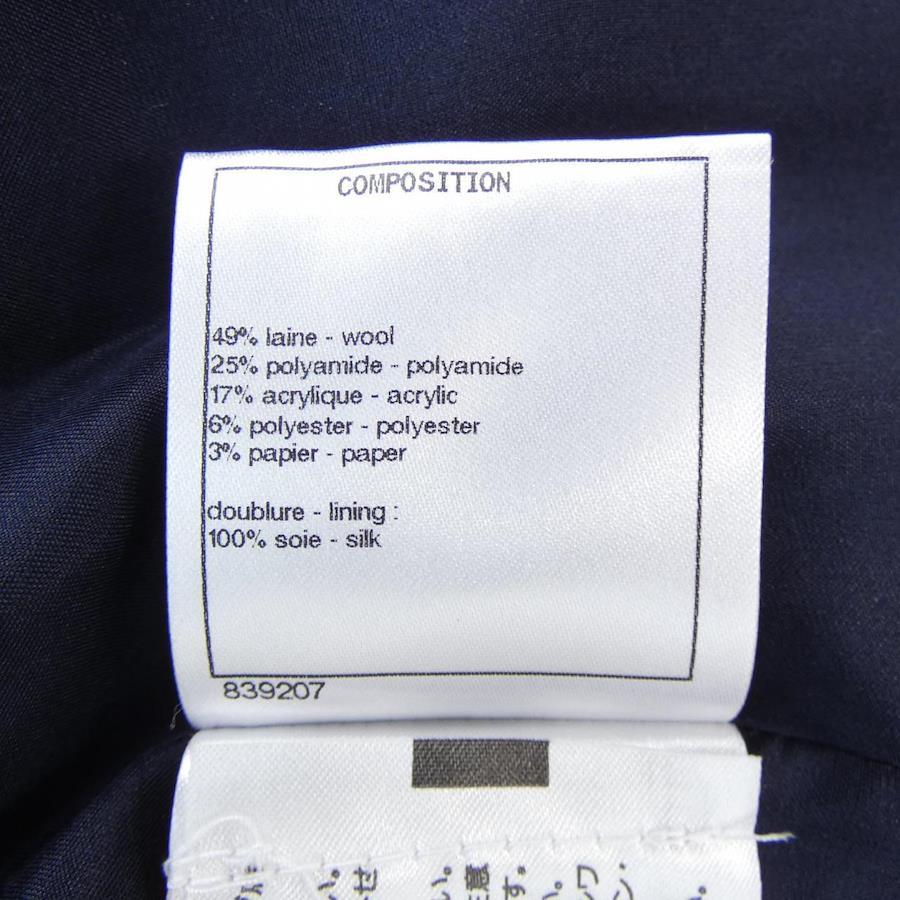 COMPOSITION
49% laine - wool
25% polyamide - polyamide
17% acrylique - acrylic
6% polyester - polyester
3% papier - paper
doublure - lining :
100% soie - silk
839207